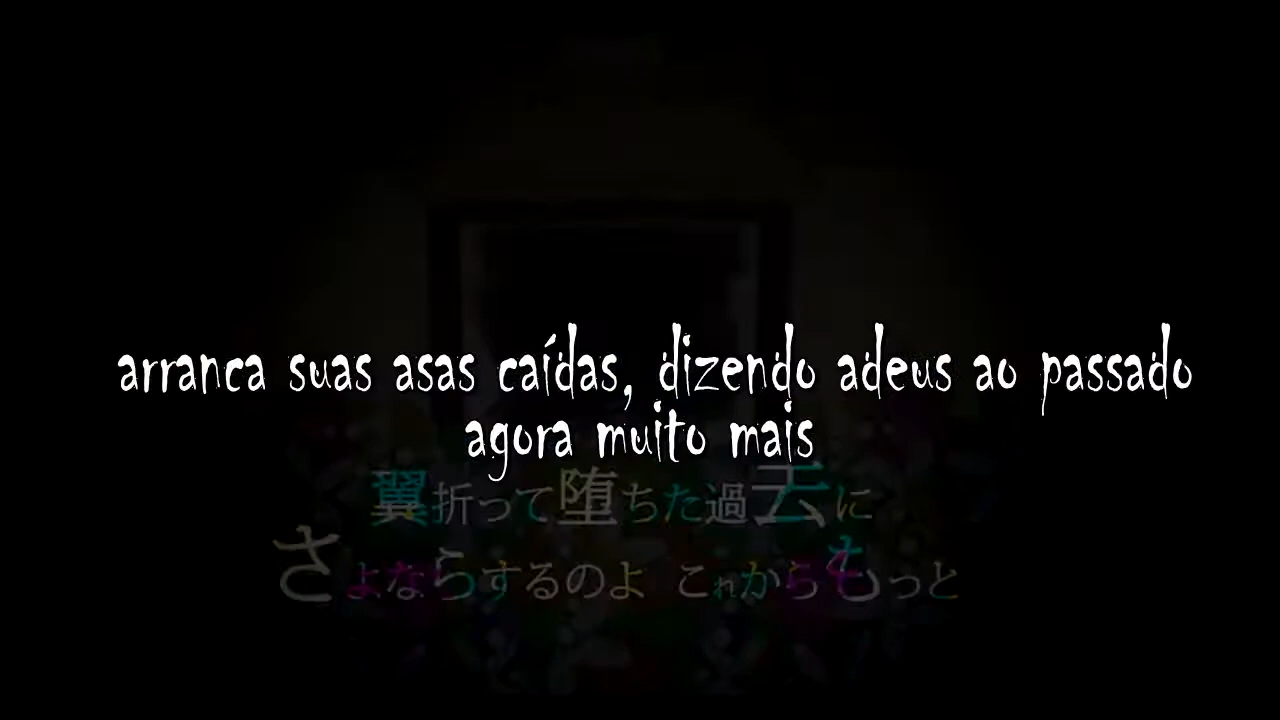 arranca suas asas caídas, dizendo adeus ao passado
agora muito mais
翼折って堕ちた過去に
さよならするのよ これからもっと